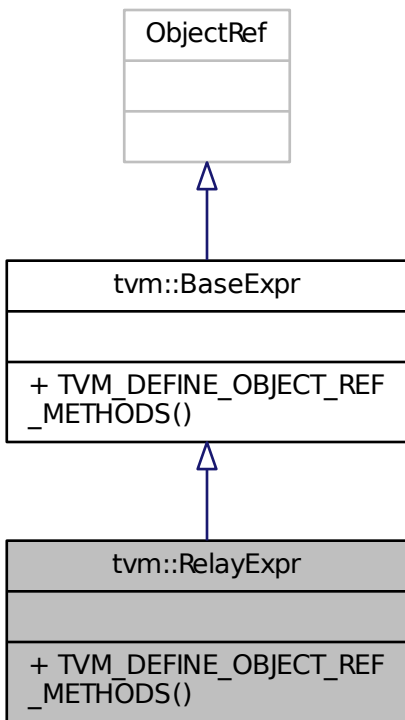 ObjectRef
tvm::BaseExpr
+ TVM_DEFINE_OBJECT_REF
_METHODS()
tvm::RelayExpr
+ TVM_DEFINE_OBJECT_REF
_METHODS()